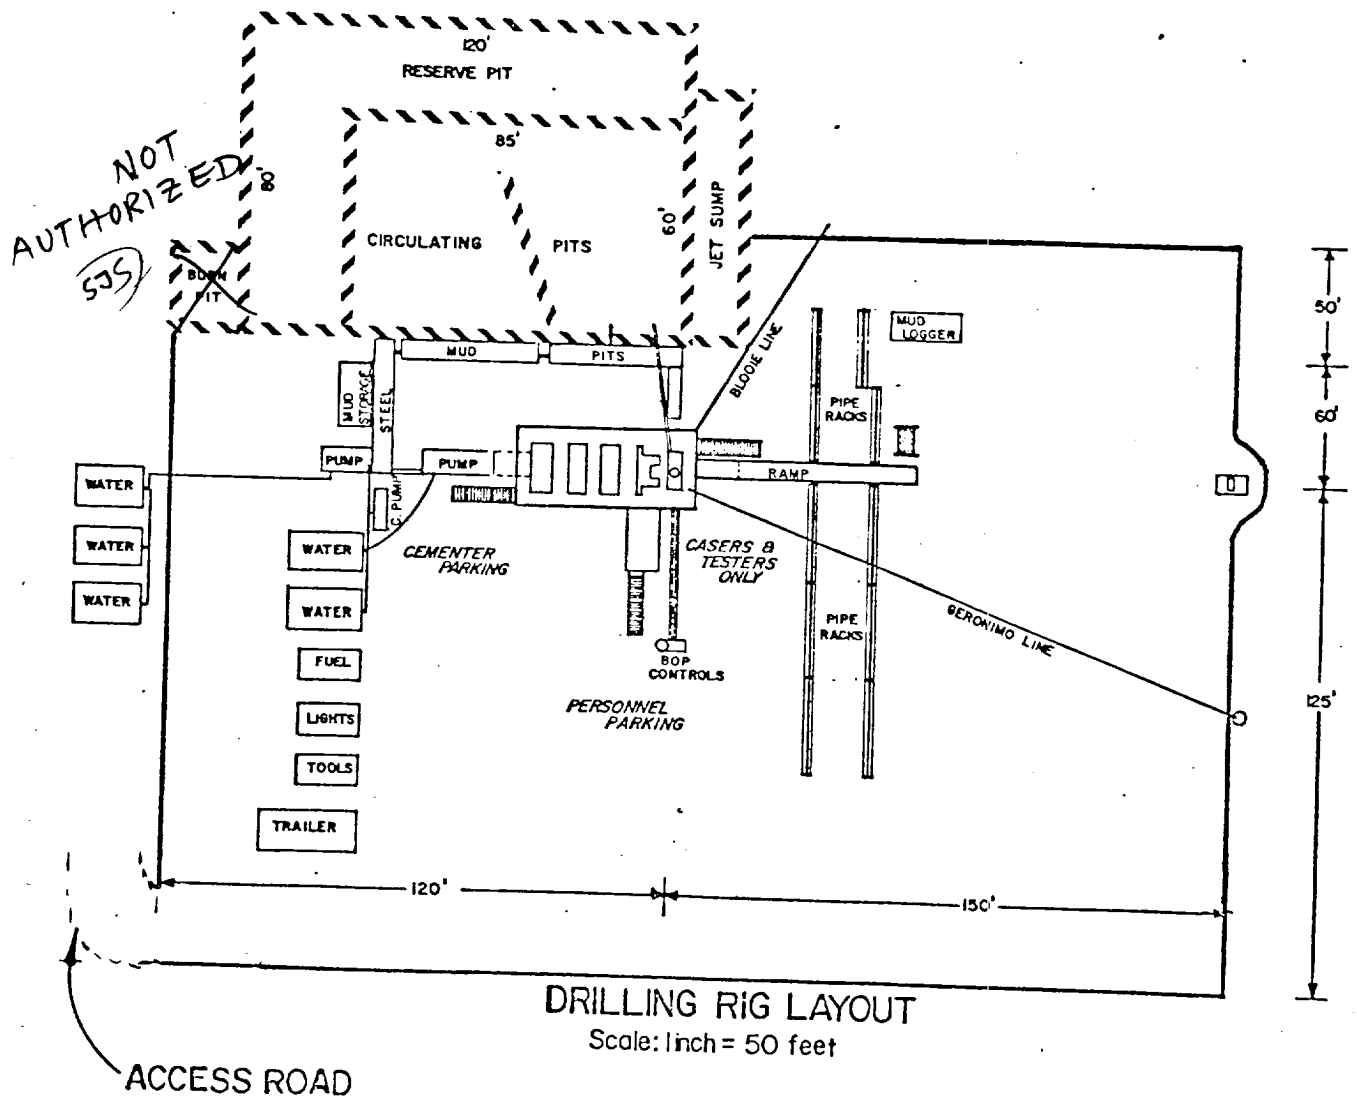 120'
RESERVE PIT
85'
80'
60'
NOT
AUTHORIZED
SJS
BURN
PIT
CIRCULATING PITS
JET SUMP
BLOOIE LINE
MUD
LOGGER
50'
60'
125'
MUD
PITS
MUD
STORAGE
STEEL
PIPE
RACKS
PUMP
PUMP
RAMP
C. PUMP
WATER
WATER
WATER
WATER
WATER
CEMENTER
PARKING
CASERS &
TESTERS
ONLY
GERONIMO LINE
PIPE
RACKS
FUEL
BOP
CONTROLS
LIGHTS
PERSONNEL
PARKING
TOOLS
TRAILER
120'
150'
DRILLING RIG LAYOUT
Scale: 1inch = 50 feet
ACCESS ROAD